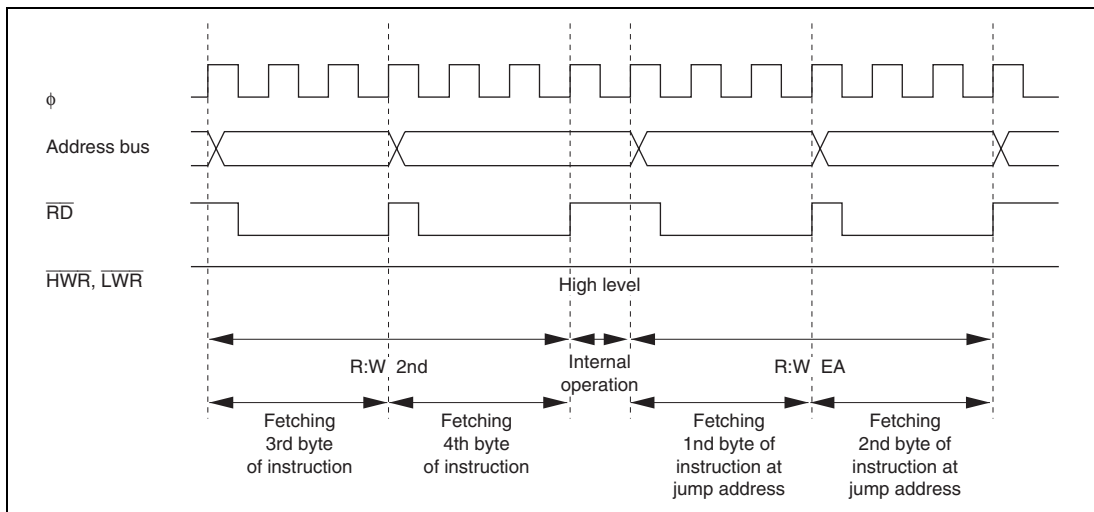 ϕ
Address bus
RD
HWR, LWR
High level
R:W 2nd
Internal
operation
R:W EA
Fetching
3rd byte
of instruction
Fetching
4th byte
of instruction
Fetching
1nd byte of
instruction at
jump address
Fetching
2nd byte of
instruction at
jump address